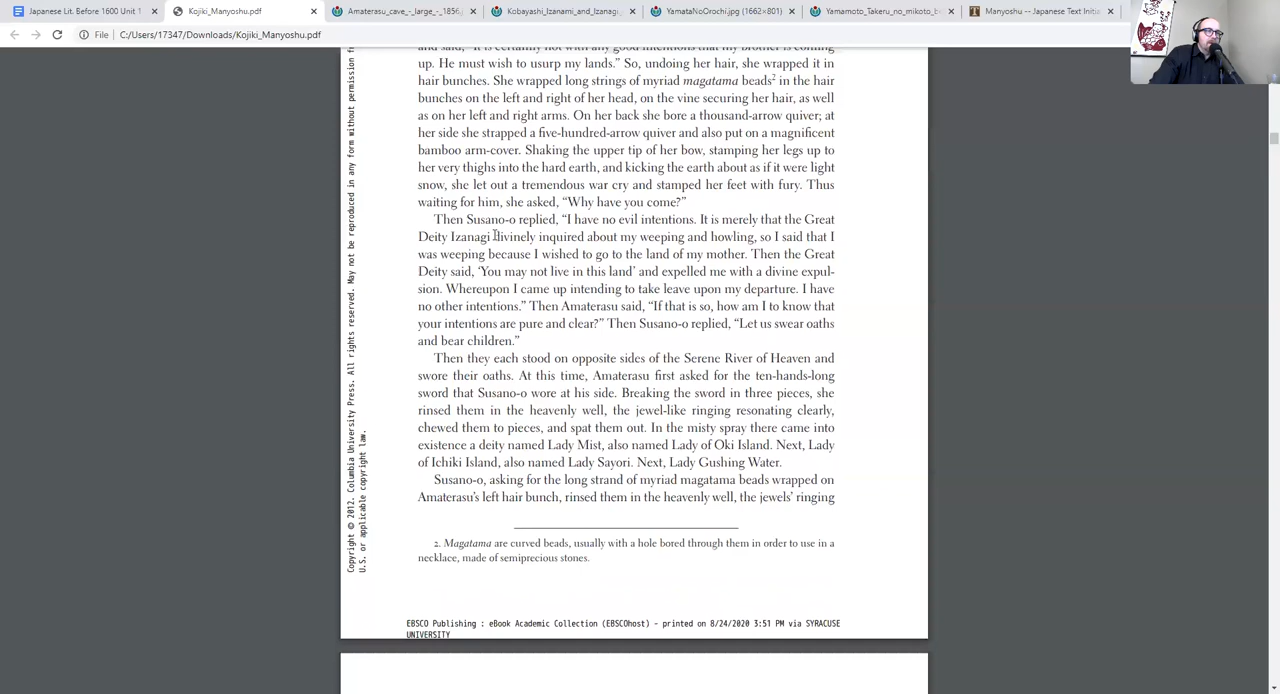 Japanese Lit. Before 1600 Unit 1
Kojiki_Manyoshu.pdf
Amaterasu_cave_-_large_-_1856.
Kobayashi_Izanami_and_Izanagi_
YamataNoOrochi.jpg (1662×801)
Yamamoto_Takeru_no_mikoto_b
Manyoshu -- Japanese Text Initia
File
C:/Users/17347/Downloads/Kojiki_Manyoshu.pdf
and said, "It is certainly not with any good intentions that my brother is coming
up. He must wish to usurp my lands." So, undoing her hair, she wrapped it in
hair bunches. She wrapped long strings of myriad magatama beads2 in the hair
bunches on the left and right of her head, on the vine securing her hair, as well
as on her left and right arms. On her back she bore a thousand-arrow quiver; at
her side she strapped a five-hundred-arrow quiver and also put on a magnificent
bamboo arm-cover. Shaking the upper tip of her bow, stamping her legs up to
her very thighs into the hard earth, and kicking the earth about as if it were light
snow, she let out a tremendous war cry and stamped her feet with fury. Thus
waiting for him, she asked, "Why have you come?"
Then Susano-o replied, "I have no evil intentions. It is merely that the Great
Deity Izanagi divinely inquired about my weeping and howling, so I said that I
was weeping because I wished to go to the land of my mother. Then the Great
Deity said, 'You may not live in this land' and expelled me with a divine expul-
sion. Whereupon I came up intending to take leave upon my departure. I have
no other intentions." Then Amaterasu said, "If that is so, how am I to know that
your intentions are pure and clear?" Then Susano-o replied, "Let us swear oaths
and bear children."
Then they each stood on opposite sides of the Serene River of Heaven and
swore their oaths. At this time, Amaterasu first asked for the ten-hands-long
sword that Susano-o wore at his side. Breaking the sword in three pieces, she
rinsed them in the heavenly well, the jewel-like ringing resonating clearly,
chewed them to pieces, and spat them out. In the misty spray there came into
existence a deity named Lady Mist, also named Lady of Oki Island. Next, Lady
of Ichiki Island, also named Lady Sayori. Next, Lady Gushing Water.
Susano-o, asking for the long strand of myriad magatama beads wrapped on
Amaterasu's left hair bunch, rinsed them in the heavenly well, the jewels' ringing
2. Magatama are curved beads, usually with a hole bored through them in order to use in a
necklace, made of semiprecious stones.
Copyright © 2012. Columbia University Press. All rights reserved. May not be reproduced in any form without permission
U.S. or applicable copyright law.
EBSCO Publishing : eBook Academic Collection (EBSCOhost) - printed on 8/24/2020 3:51 PM via SYRACUSE
UNIVERSITY